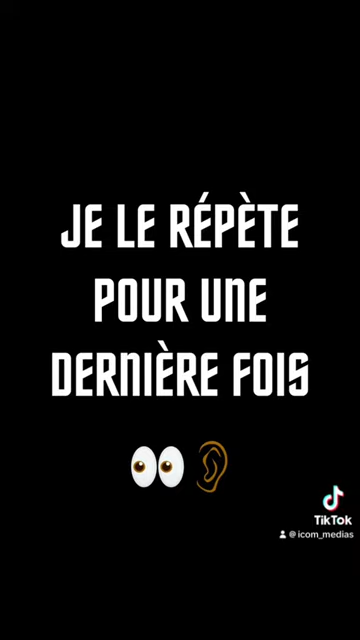 JE LE RÉPÈTE
POUR UNE
DERNIÈRE FOIS
TikTok
@icom_medias